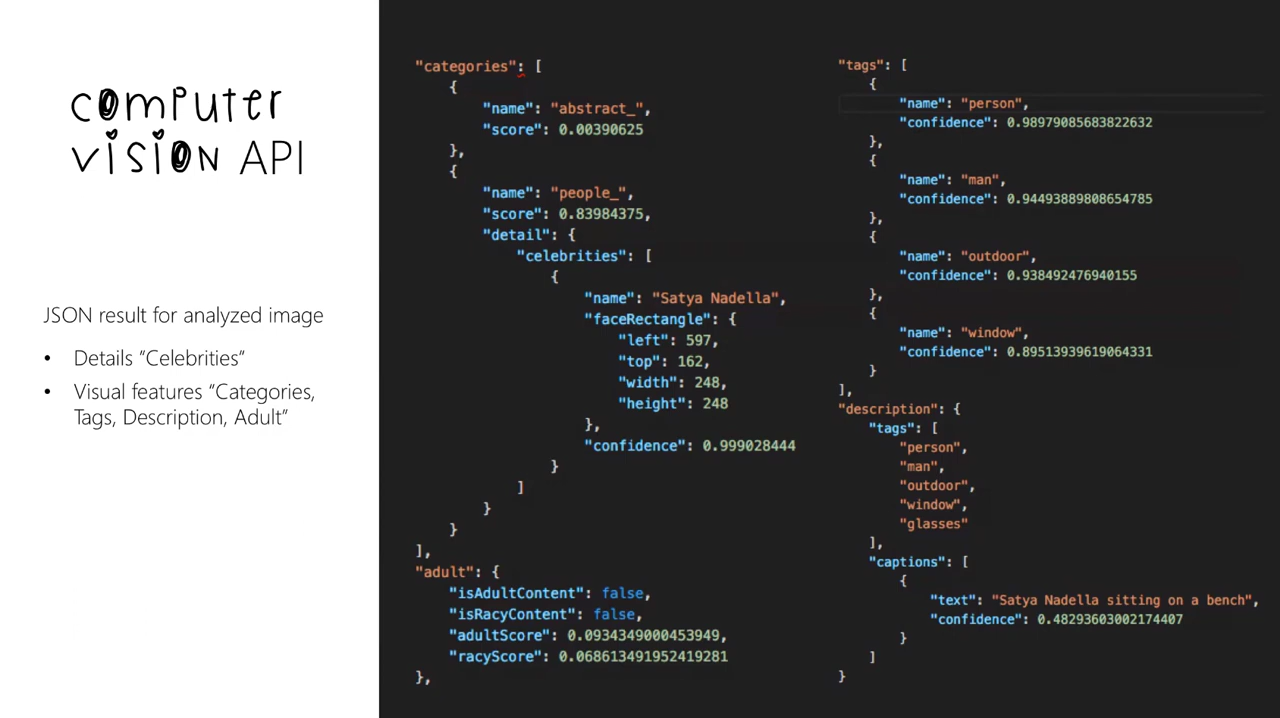 computer
vision API
JSON result for analyzed image
• Details “Celebrities”
• Visual features “Categories,
Tags, Description, Adult”
"categories": [
{
"name": "abstract_",
"score": 0.00390625
},
{
"name": "people_",
"score": 0.83984375,
"detail": {
"celebrities": [
{
"name": "Satya Nadella",
"faceRectangle": {
"left": 597,
"top": 162,
"width": 248,
"height": 248
},
"confidence": 0.999028444
}
]
}
}
],
"adult": {
"isAdultContent": false,
"isRacyContent": false,
"adultScore": 0.0934349000453949,
"racyScore": 0.068613491952419281
},
"tags": [
{
"name": "person",
"confidence": 0.98979085683822632
},
{
"name": "man",
"confidence": 0.94493889808654785
},
{
"name": "outdoor",
"confidence": 0.938492476940155
},
{
"name": "window",
"confidence": 0.89513939619064331
}
],
"description": {
"tags": [
"person",
"man",
"outdoor",
"window",
"glasses"
],
"captions": [
{
"text": "Satya Nadella sitting on a bench",
"confidence": 0.48293603002174407
}
]
}